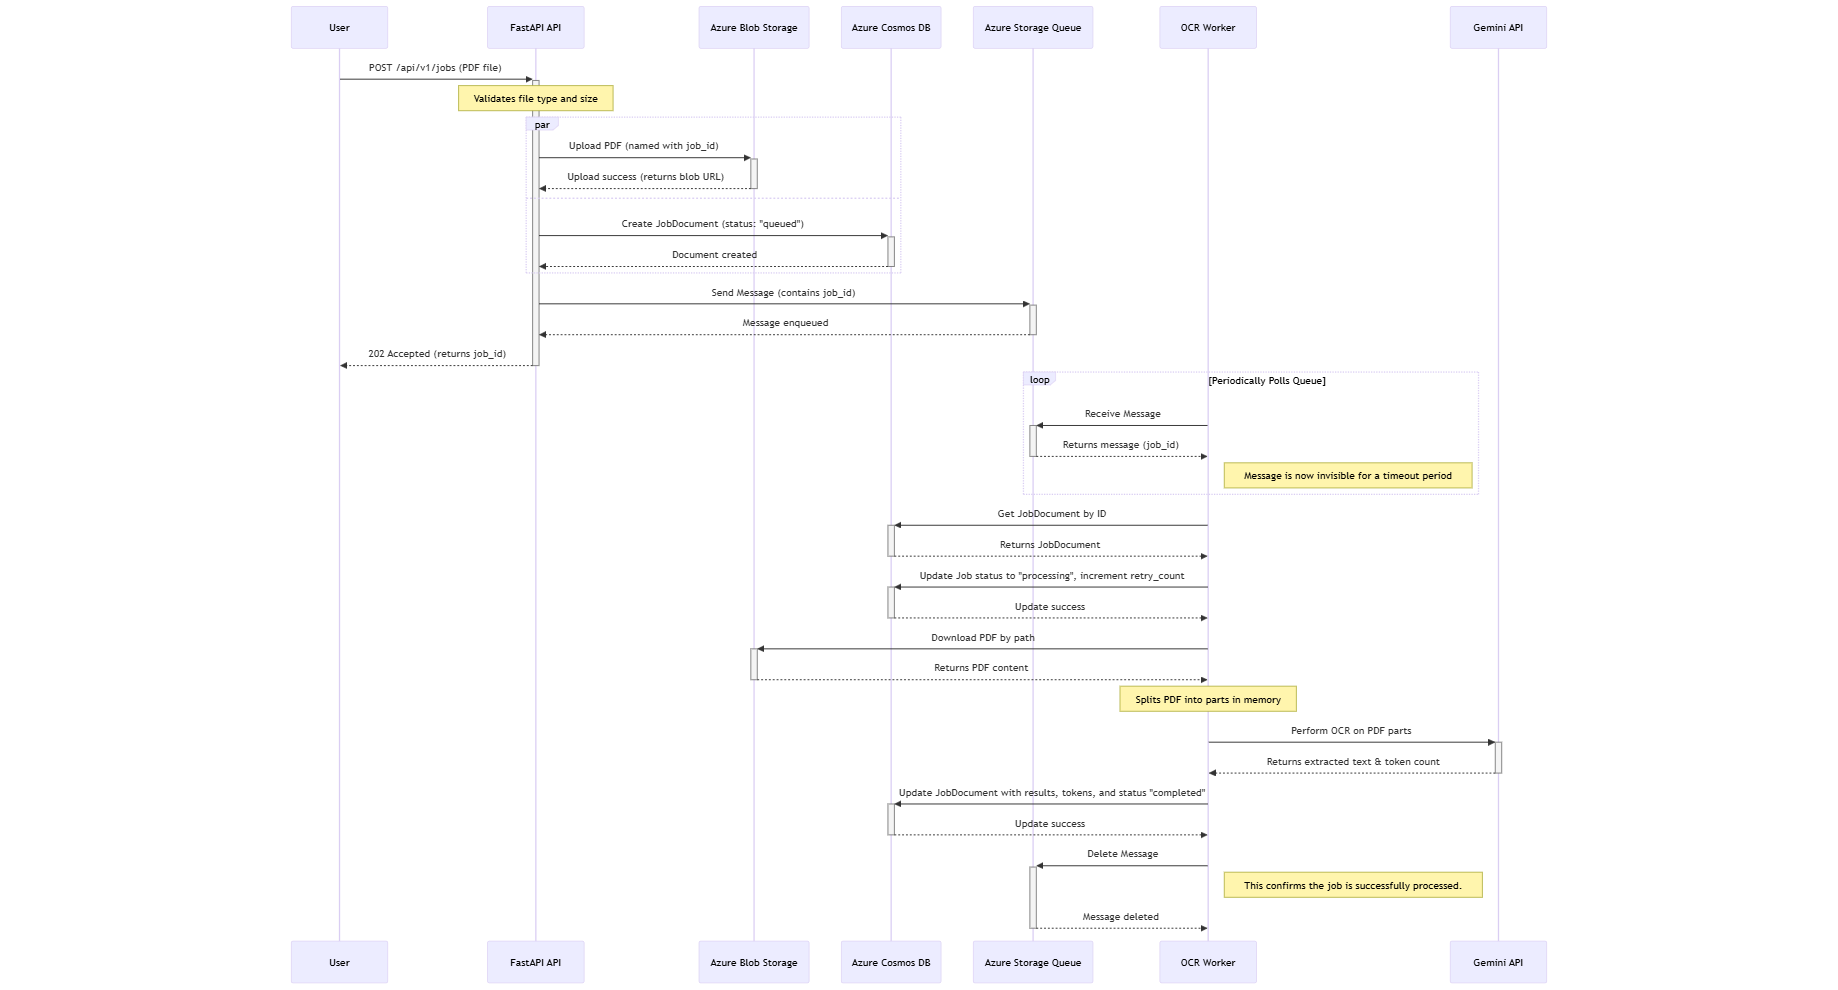 User
FastAPI API
Azure Blob Storage
Azure Cosmos DB
Azure Storage Queue
OCR Worker
Gemini API
POST /api/v1/jobs (PDF file)
Validates file type and size
par
Upload PDF (named with job_id)
Upload success (returns blob URL)
Create JobDocument (status: "queued")
Document created
Send Message (contains job_id)
Message enqueued
202 Accepted (returns job_id)
loop
[Periodically Polls Queue]
Receive Message
Returns message (job_id)
Message is now invisible for a timeout period
Get JobDocument by ID
Returns JobDocument
Update Job status to "processing", increment retry_count
Update success
Download PDF by path
Returns PDF content
Splits PDF into parts in memory
Perform OCR on PDF parts
Returns extracted text & token count
Update JobDocument with results, tokens, and status "completed"
Update success
Delete Message
This confirms the job is successfully processed.
Message deleted
User
FastAPI API
Azure Blob Storage
Azure Cosmos DB
Azure Storage Queue
OCR Worker
Gemini API